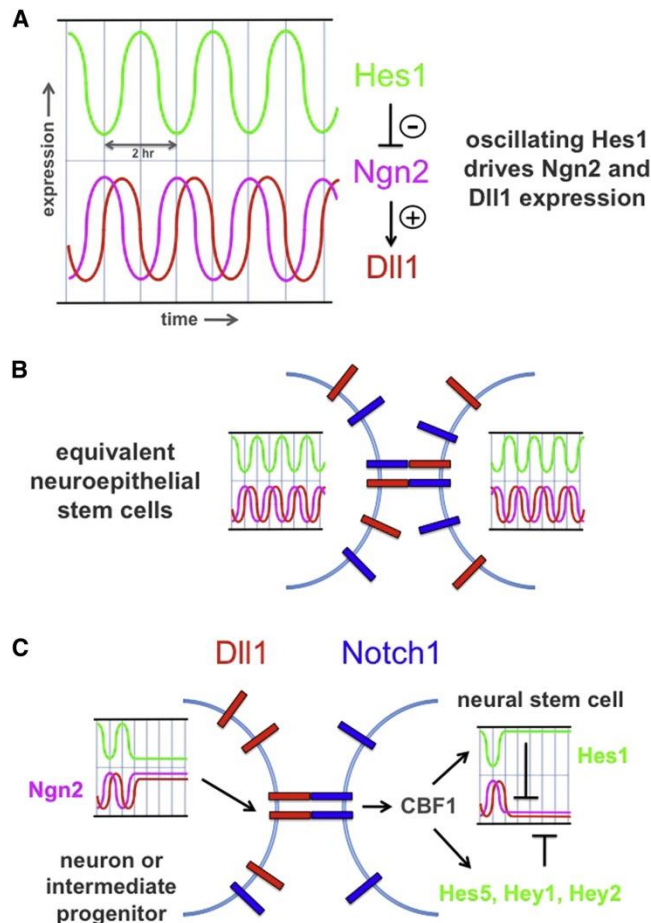 A
Hes1
−
Ngn2
+
Dll1
expression
2 hr
time
oscillating Hes1
drives Ngn2 and
Dll1 expression
B
equivalent
neuroepithelial
stem cells
C
Dll1
Notch1
neural stem cell
Ngn2
Hes1
CBF1
neuron or
intermediate
progenitor
Hes5, Hey1, Hey2